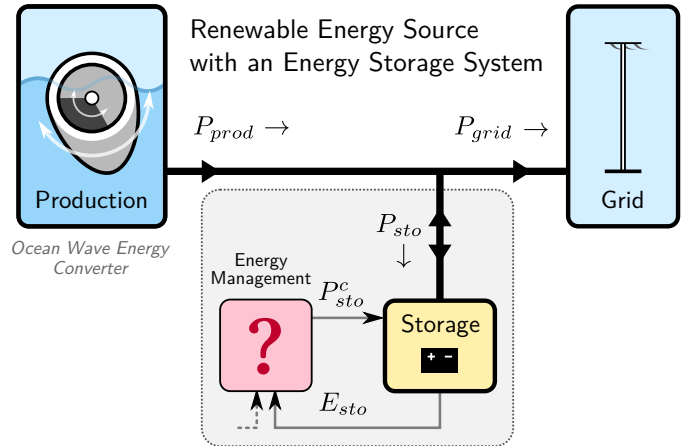 Renewable Energy Source
with an Energy Storage System
P_prod →
P_grid →
Production
Grid
Ocean Wave Energy
Converter
P_sto
↓
Energy
Management
P^c_sto
?
Storage
+ −
E_sto